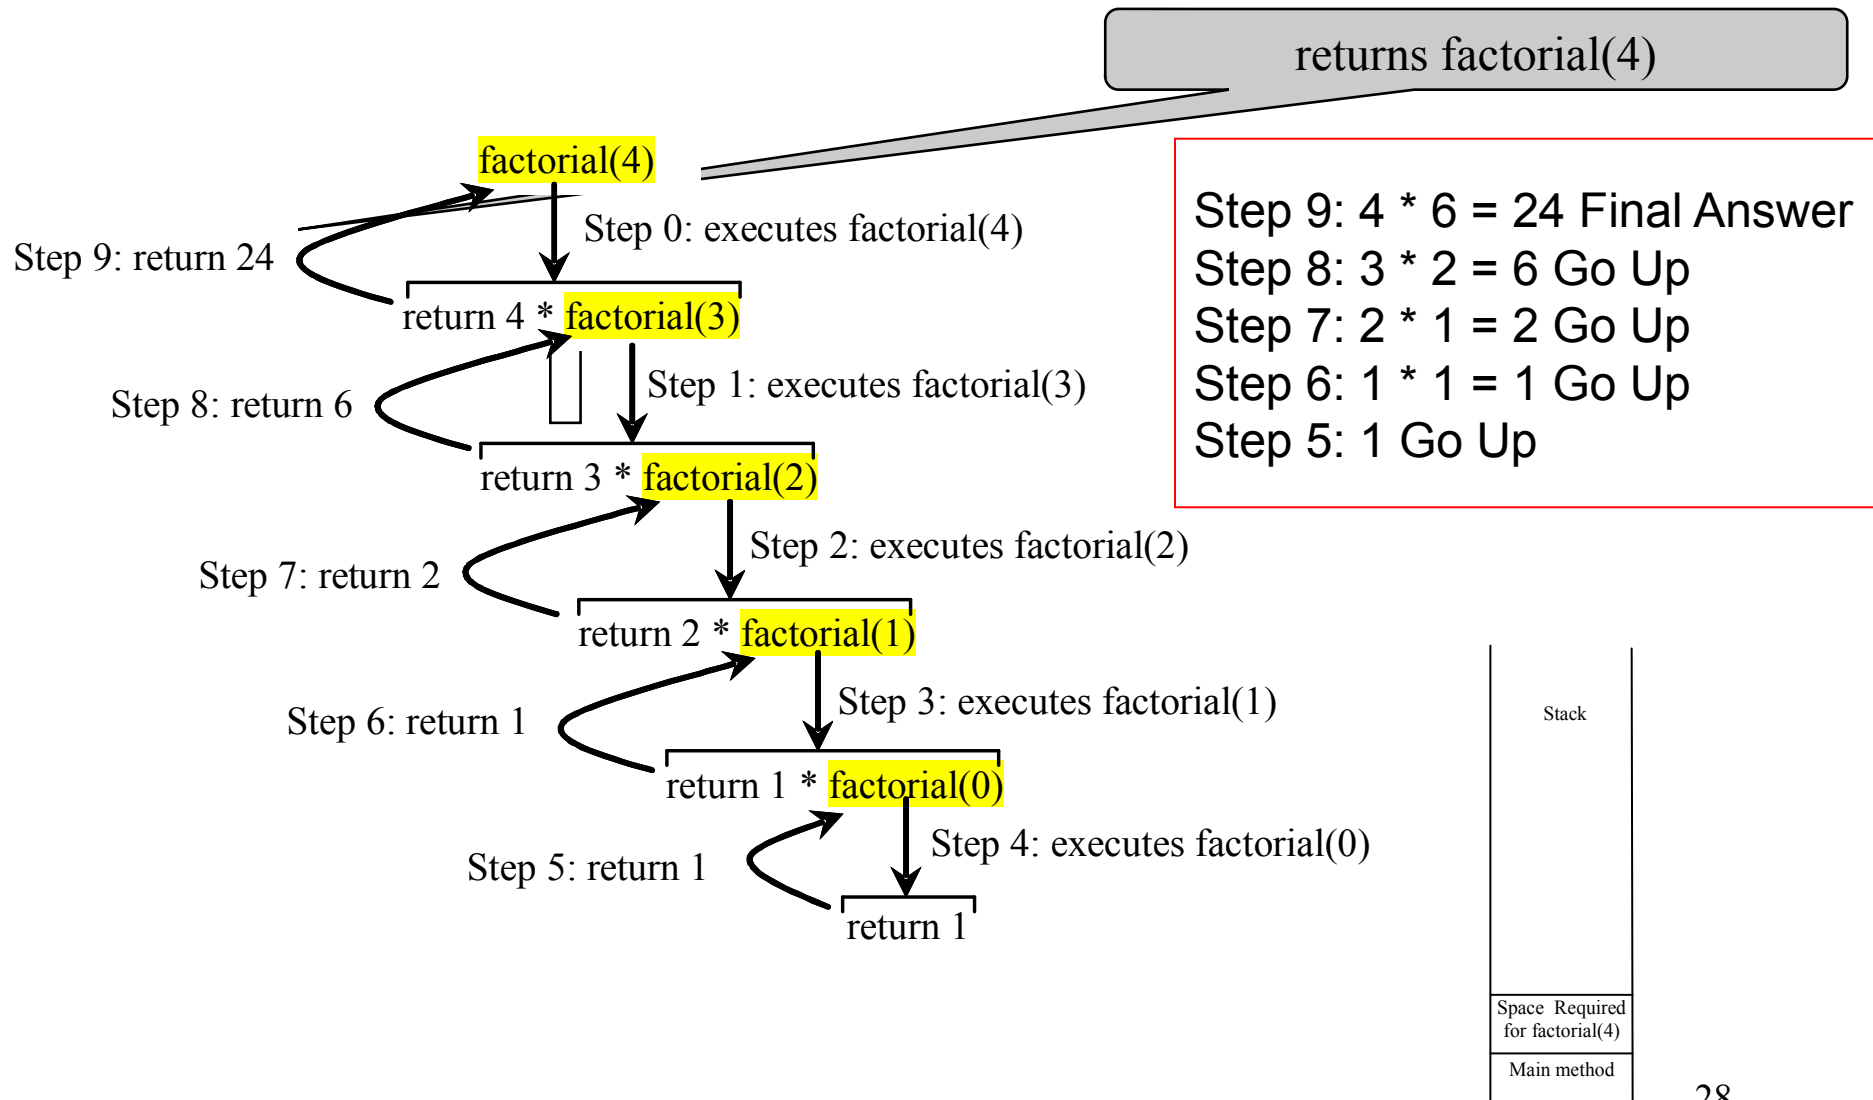 returns factorial(4)
factorial(4)
Step 0: executes factorial(4)
Step 9: return 24
return 4 * factorial(3)
Step 1: executes factorial(3)
Step 8: return 6
return 3 * factorial(2)
Step 2: executes factorial(2)
Step 7: return 2
return 2 * factorial(1)
Step 3: executes factorial(1)
Step 6: return 1
return 1 * factorial(0)
Step 4: executes factorial(0)
Step 5: return 1
return 1
Step 9: 4 * 6 = 24 Final Answer
Step 8: 3 * 2 = 6 Go Up
Step 7: 2 * 1 = 2 Go Up
Step 6: 1 * 1 = 1 Go Up
Step 5: 1 Go Up
Stack
Space Required
for factorial(4)
Main method
28